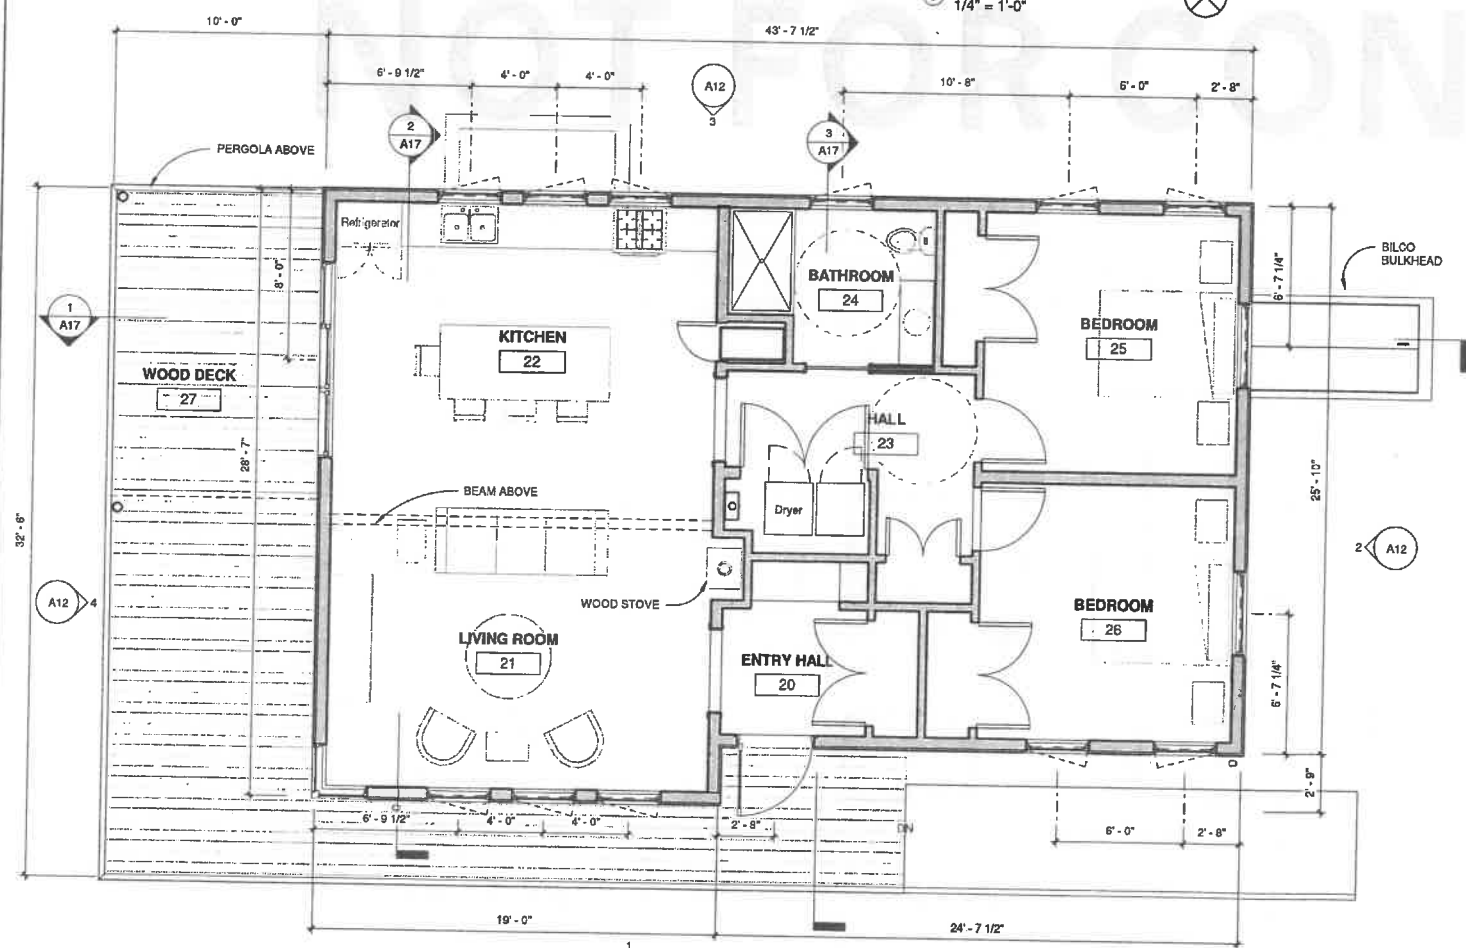 1/4" = 1'-0"
NOT FOR CON
10' - 0"
43' - 7 1/2"
6' - 9 1/2"
4' - 0"
4' - 0"
A12
3
10' - 8"
6' - 0"
2' - 8"
2
A17
3
A17
PERGOLA ABOVE
Refrigerator
BILCO
BULKHEAD
8' - 0"
6' - 7 1/4"
BATHROOM
24
1
A17
KITCHEN
22
BEDROOM
25
WOOD DECK
27
HALL
23
28' - 7"
BEAM ABOVE
Dryer
25' - 10"
32' - 6"
2
A12
A12
4
WOOD STOVE
BEDROOM
26
LIVING ROOM
21
ENTRY HALL
20
6' - 7 1/4"
2' - 9"
6' - 9 1/2"
4' - 0"
4' - 0"
2' - 8"
DN
6' - 0"
2' - 8"
19' - 0"
24' - 7 1/2"
1